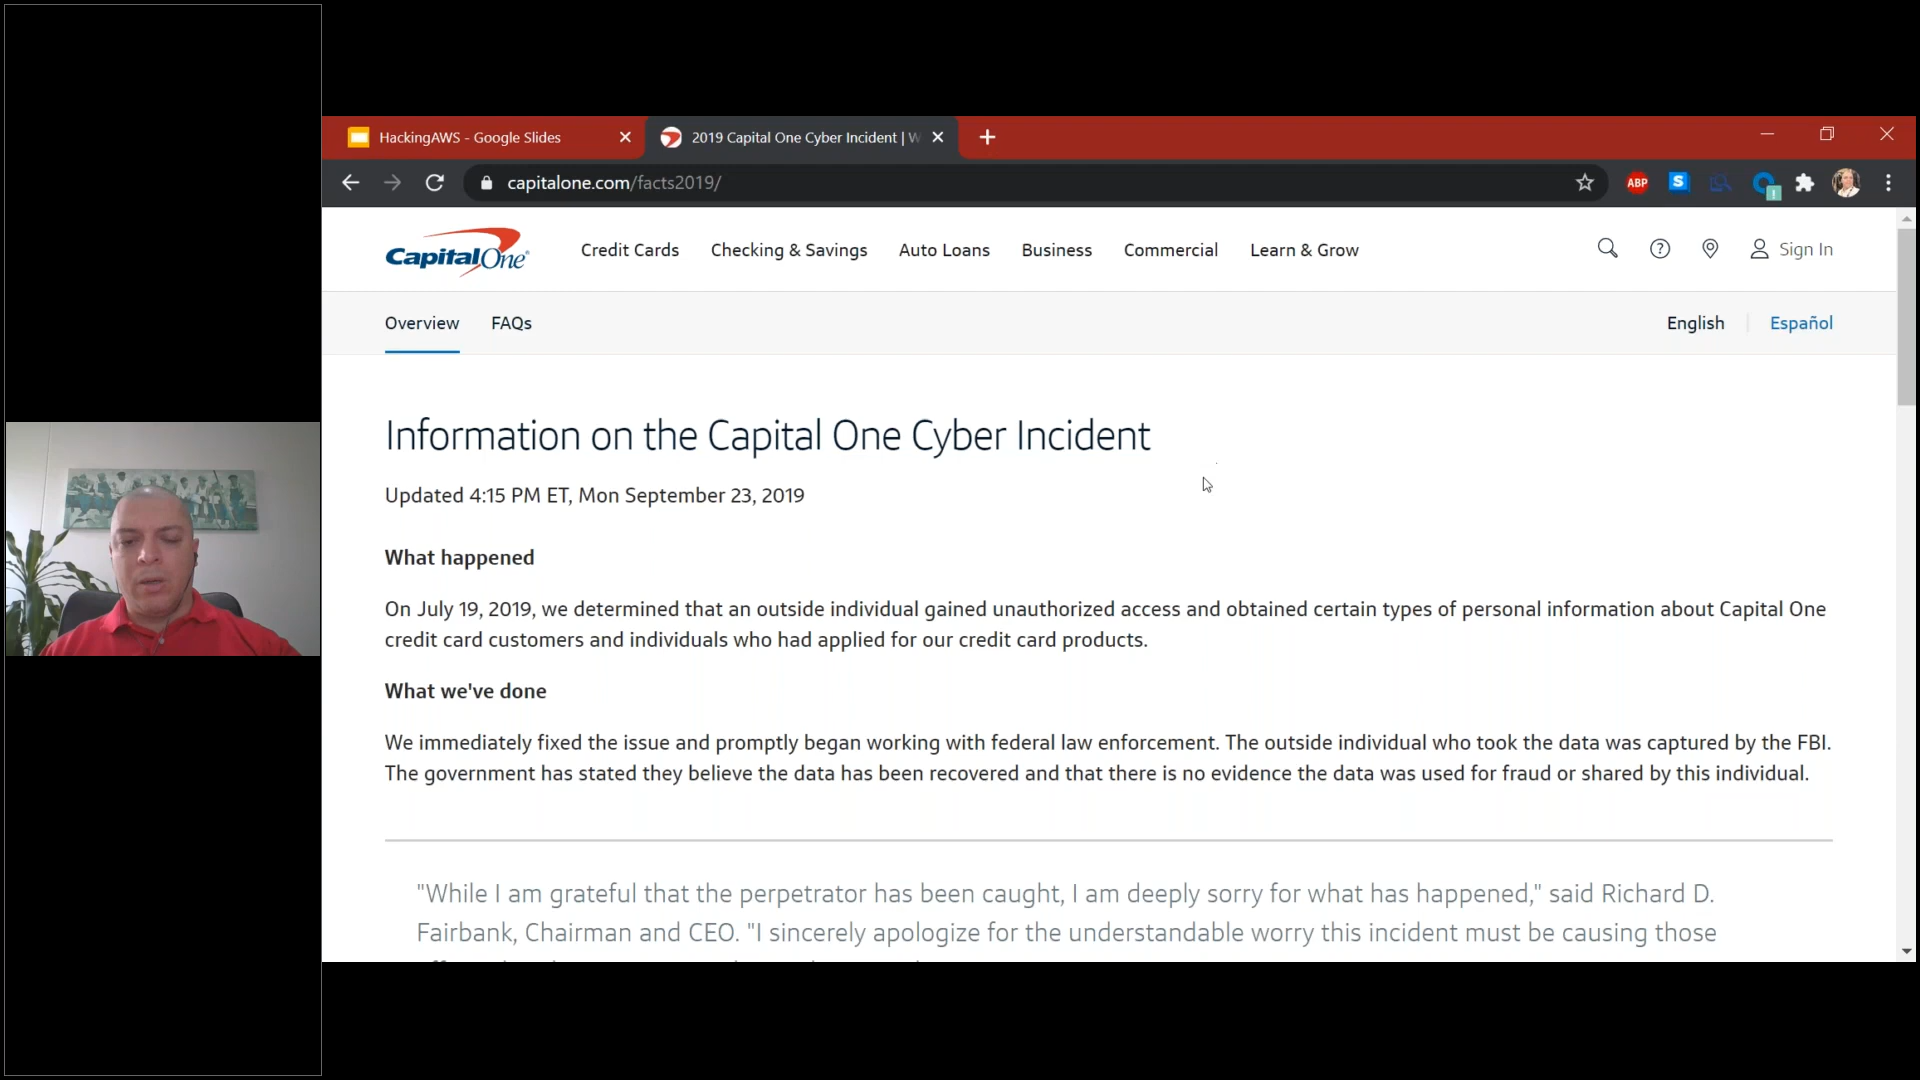 HackingAWS - Google Slides
2019 Capital One Cyber Incident | W
capitalone.com/facts2019/
ABP
S
CapitalOne
Credit Cards
Checking & Savings
Auto Loans
Business
Commercial
Learn & Grow
Sign In
Overview
FAQs
English
Español
Information on the Capital One Cyber Incident
Updated 4:15 PM ET, Mon September 23, 2019
What happened
On July 19, 2019, we determined that an outside individual gained unauthorized access and obtained certain types of personal information about Capital One
credit card customers and individuals who had applied for our credit card products.
What we've done
We immediately fixed the issue and promptly began working with federal law enforcement. The outside individual who took the data was captured by the FBI.
The government has stated they believe the data has been recovered and that there is no evidence the data was used for fraud or shared by this individual.
"While I am grateful that the perpetrator has been caught, I am deeply sorry for what has happened," said Richard D.
Fairbank, Chairman and CEO. "I sincerely apologize for the understandable worry this incident must be causing those